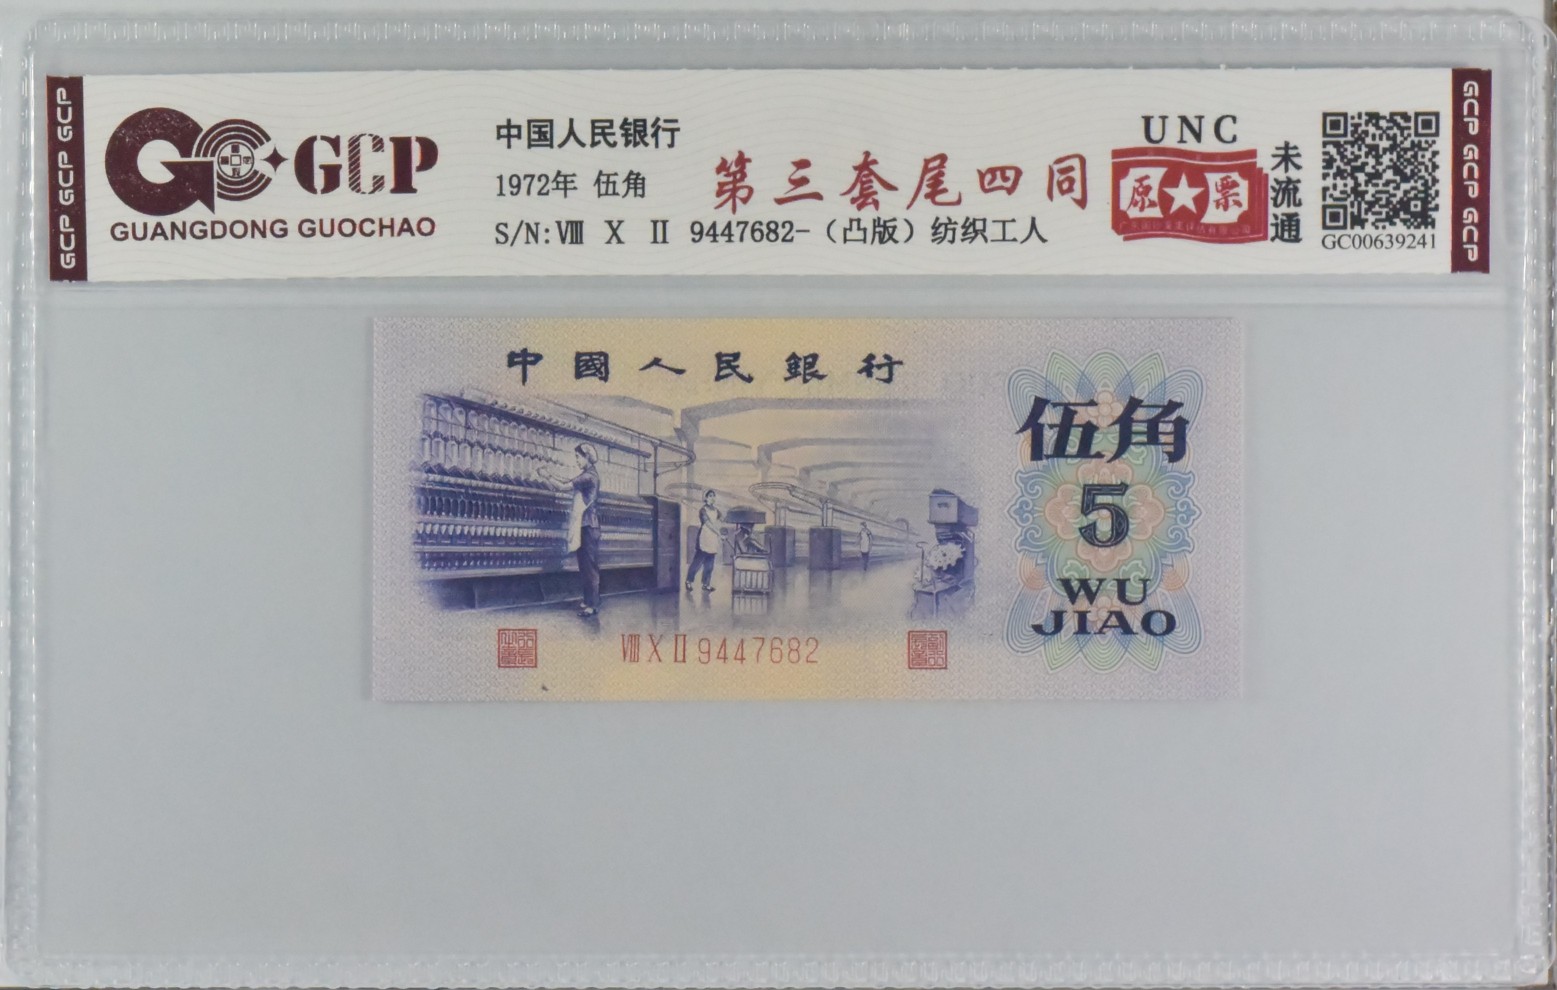 GCP GCP GCP
GCP
GUANGDONG GUOCHAO
中国人民银行
1972年 伍角
S/N:Ⅷ Ⅹ Ⅱ 9447682-（凸版）纺织工人
第三套尾四同
UNC
原票
未流通
GC00639241
GCP GCP GCP
中國人民銀行
伍角
5
WU
JIAO
Ⅷ Ⅹ Ⅱ 9447682